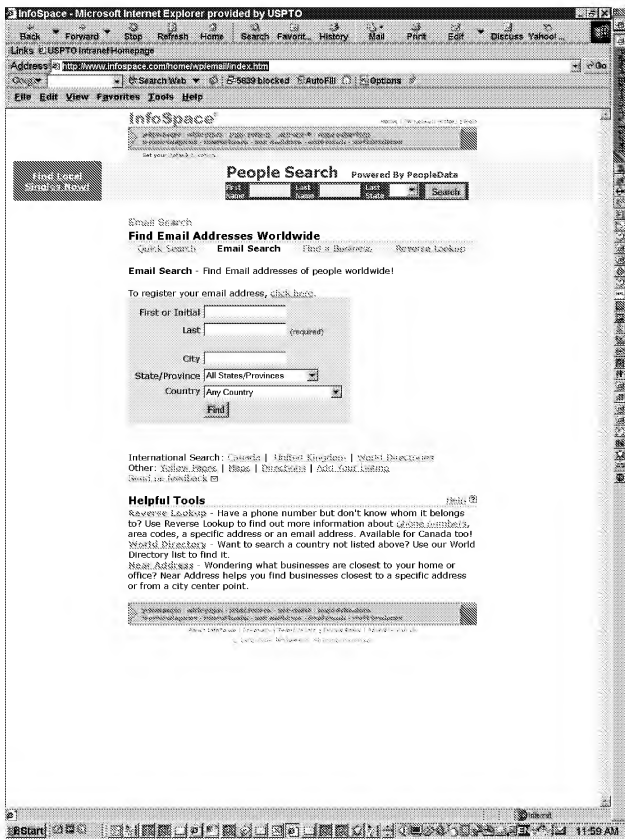 InfoSpace - Microsoft Internet Explorer provided by USPTO
Back Forward Stop Refresh Home Search Favorit... History Mail Print Edit Discuss Yahoo! ...
Links USPTO Intranet Homepage
Address http://www.infospace.com/home/wp/email/index.htm Go
Google Search Web 5839 blocked AutoFill Options
File Edit View Favorites Tools Help
InfoSpace
Find Local
Singles Now!
People Search Powered By PeopleData
First Name Last Name Last State Search
Email Search
Find Email Addresses Worldwide
Quick Search Email Search Find a Business Reverse Lookup
Email Search - Find Email addresses of people worldwide!
To register your email address, click here.
First or Initial
Last (required)
City
State/Province All States/Provinces
Country Any Country
Find
International Search: Canada | United Kingdom | World Directories
Other: Yellow Pages | Maps | Directions | Add Your Listing
Send us feedback
Helpful Tools Help ?
Reverse Lookup - Have a phone number but don't know whom it belongs
to? Use Reverse Lookup to find out more information about phone numbers,
area codes, a specific address or an email address. Available for Canada too!
World Directory - Want to search a country not listed above? Use our World
Directory list to find it.
Near Address - Wondering what businesses are closest to your home or
office? Near Address helps you find businesses closest to a specific address
or from a city center point.
Internet
Start 11:59 AM